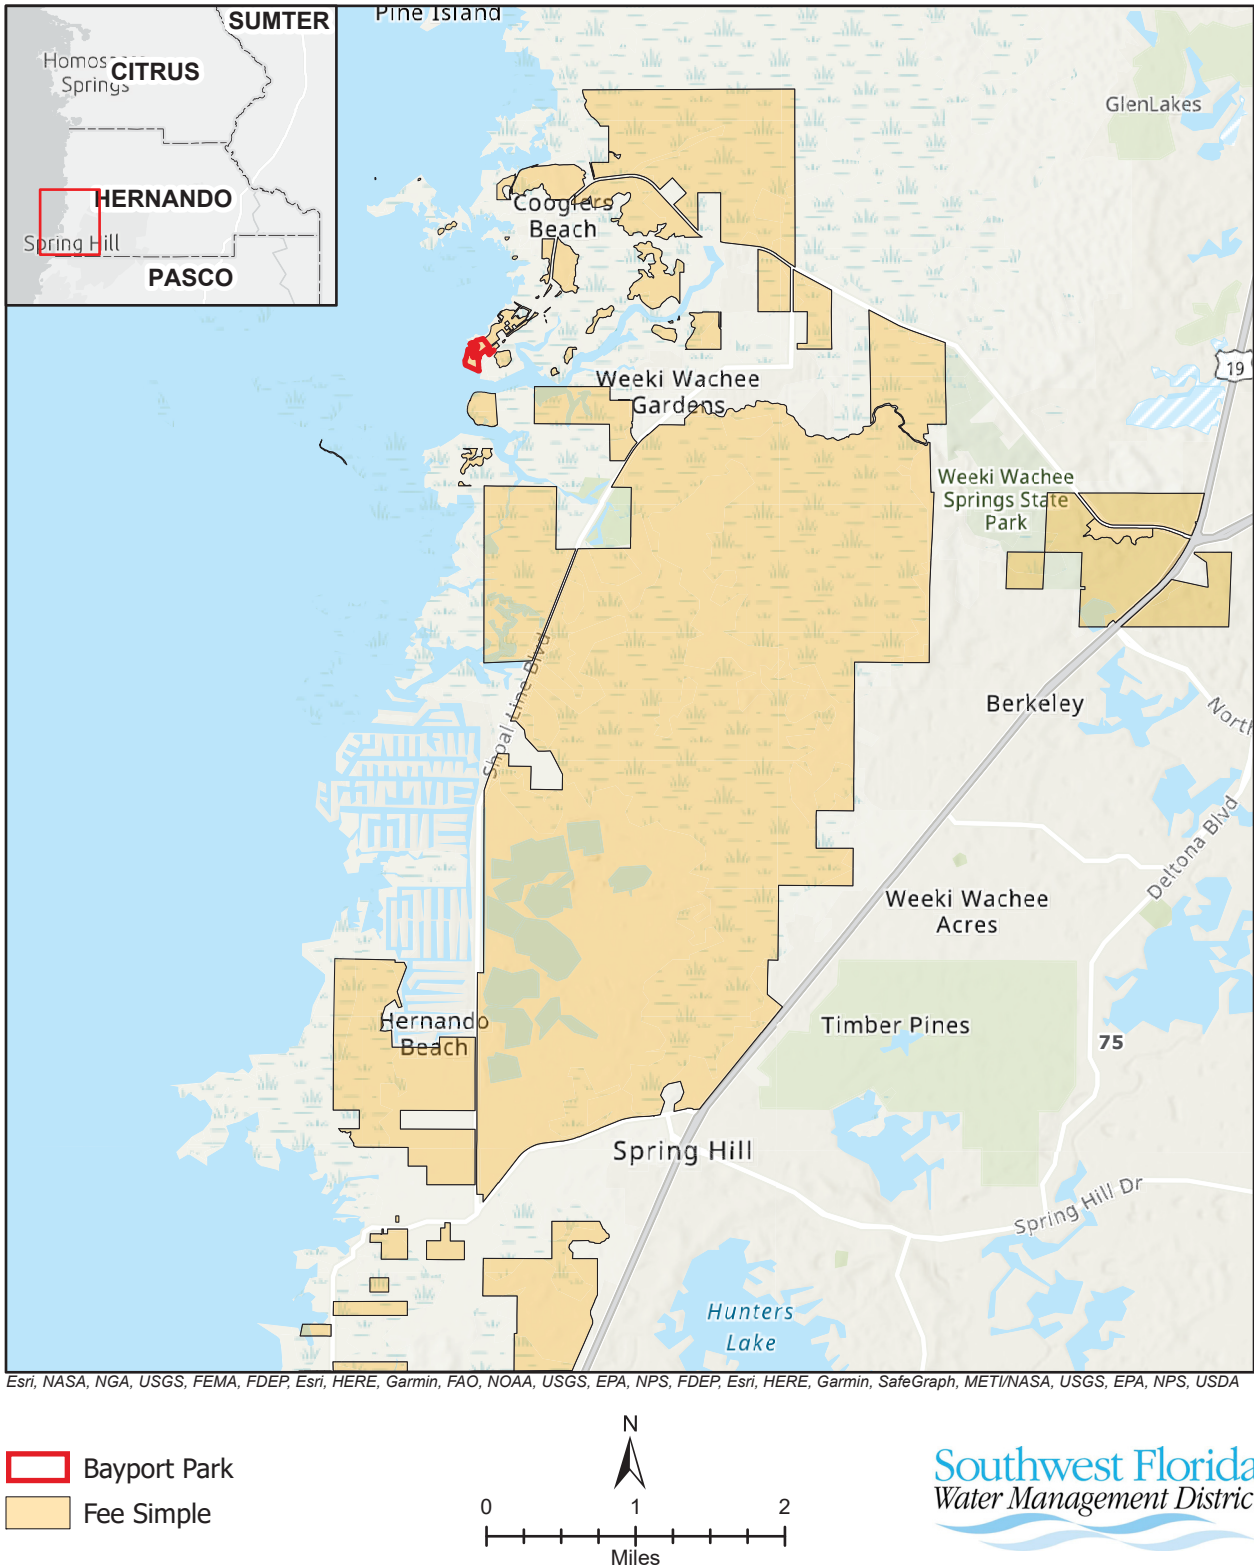 Pine Island
SUMTER
Homos
Springs
CITRUS
HERNANDO
Spring Hill
PASCO
GlenLakes
Cooglers
Beach
19
Weeki Wachee
Gardens
Weeki Wachee
Springs State
Park
Shoal Line Blvd
Berkeley
North
Deltona Blvd
Weeki Wachee
Acres
Timber Pines
75
Hernando
Beach
Spring Hill
Spring Hill Dr
Hunters
Lake
Esri, NASA, NGA, USGS, FEMA, FDEP, Esri, HERE, Garmin, FAO, NOAA, USGS, EPA, NPS, FDEP, Esri, HERE, Garmin, SafeGraph, METI/NASA, USGS, EPA, NPS, USDA
Bayport Park
Fee Simple
N
0 1 2
Miles
Southwest Florida
Water Management Distric